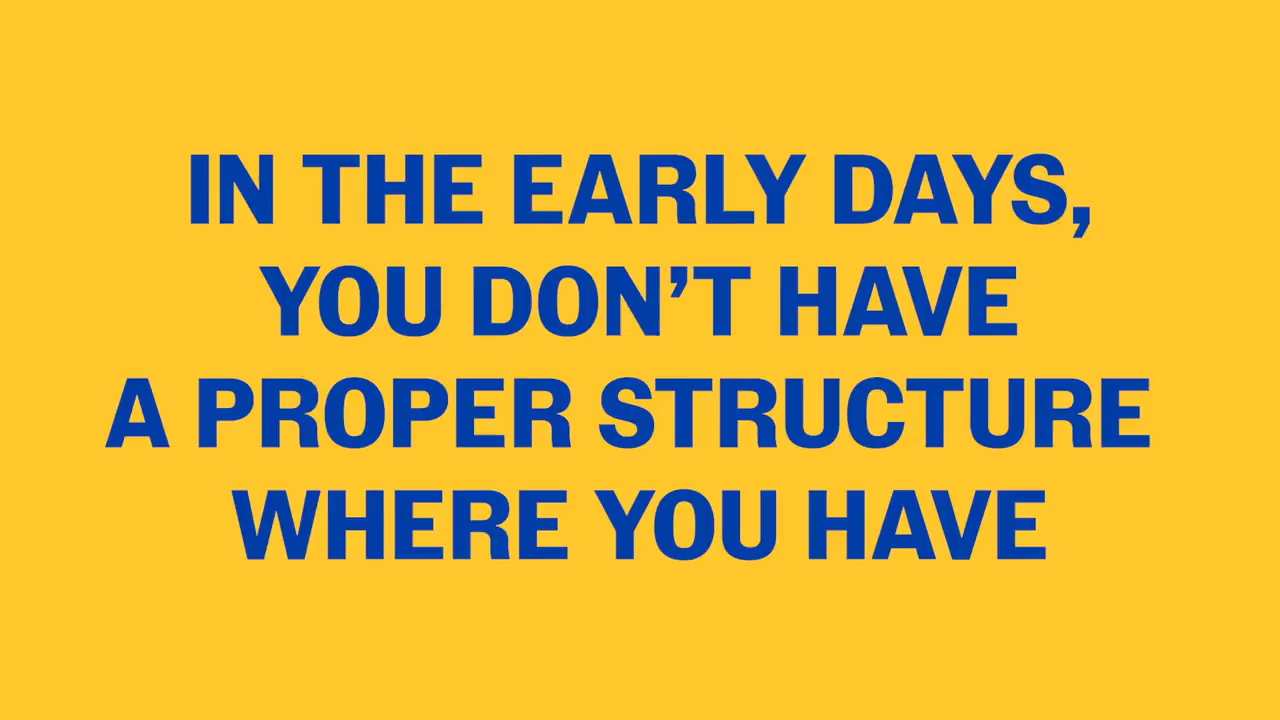 IN THE EARLY DAYS,
YOU DON’T HAVE
A PROPER STRUCTURE
WHERE YOU HAVE